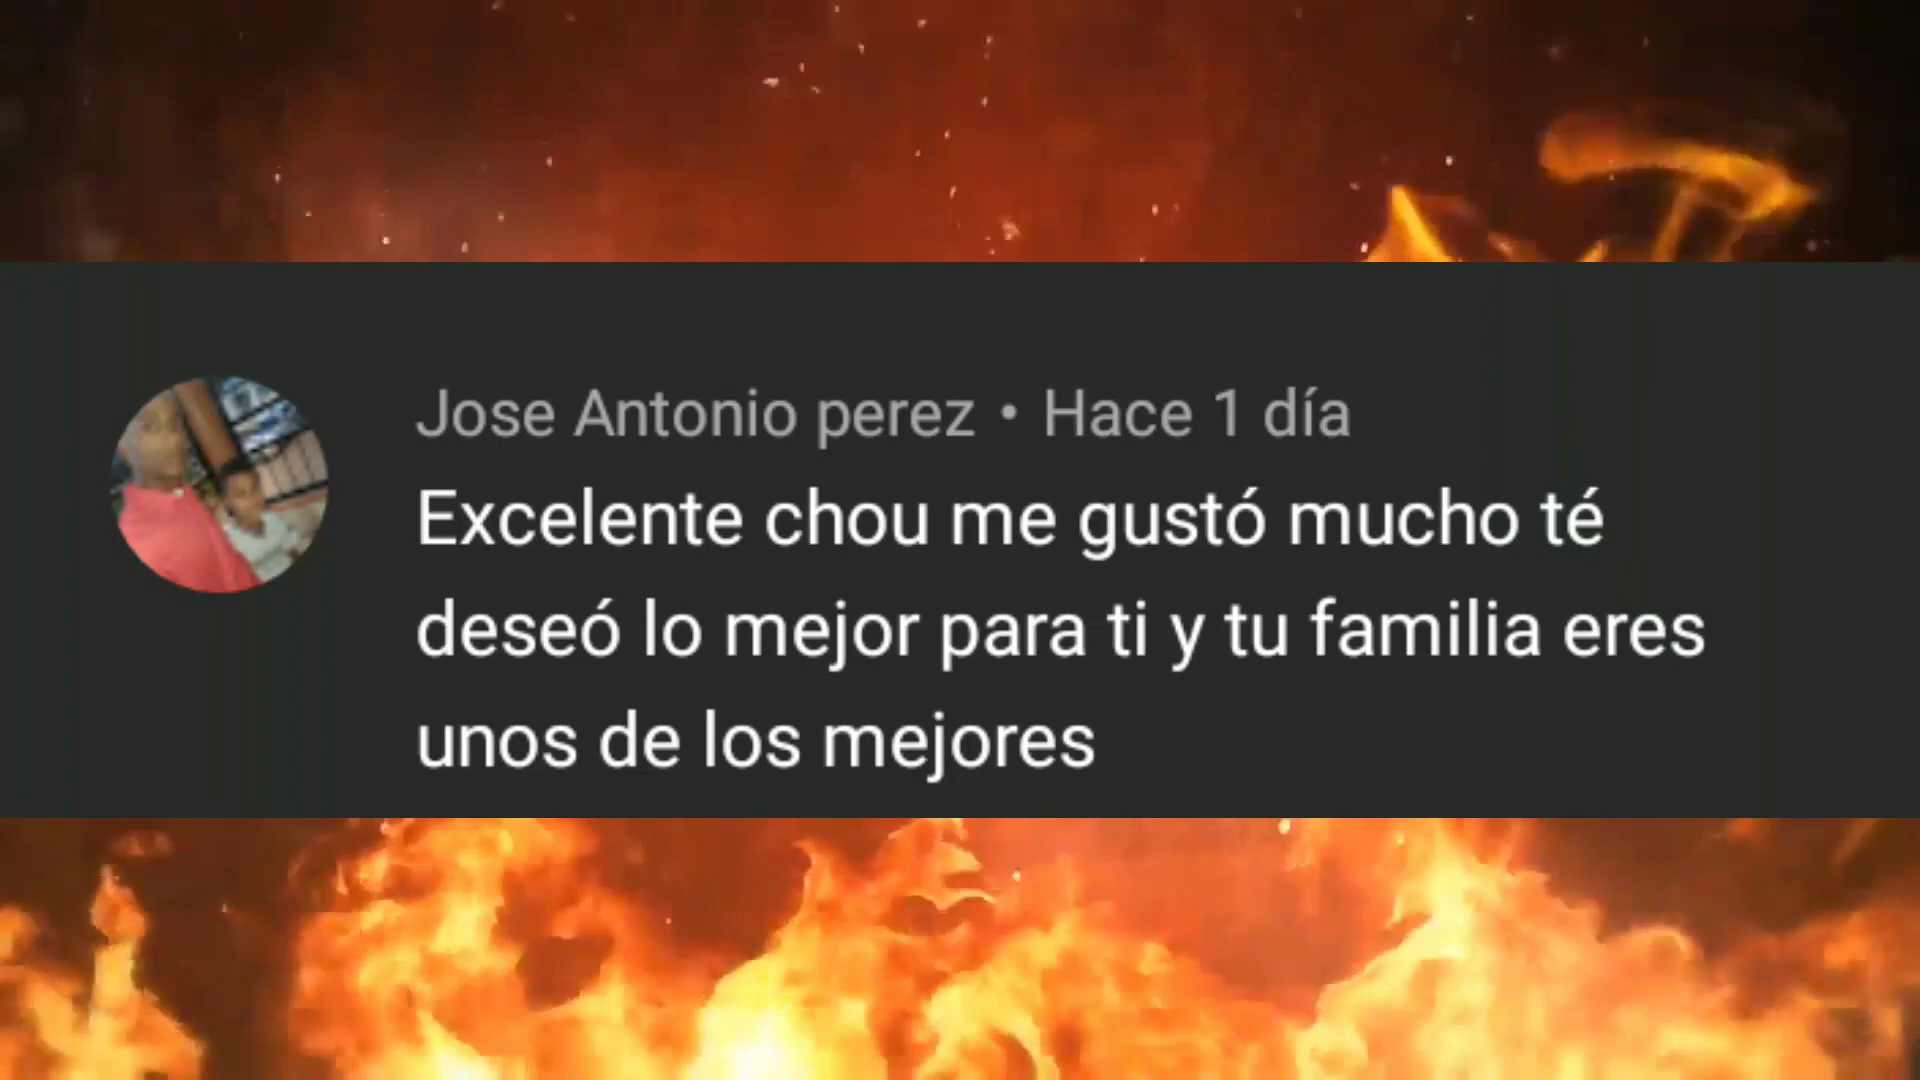 Jose Antonio perez • Hace 1 día
Excelente chou me gustó mucho té
deseó lo mejor para ti y tu familia eres
unos de los mejores